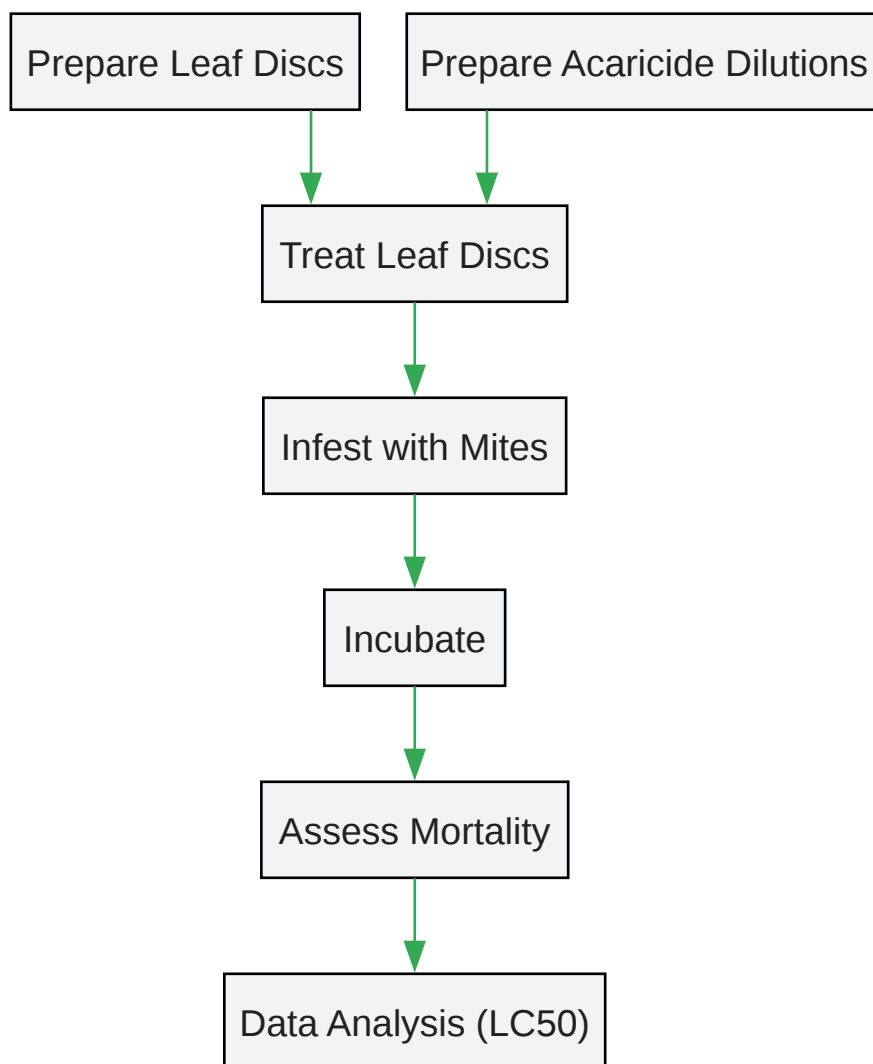 Prepare Leaf Discs
Prepare Acaricide Dilutions
Treat Leaf Discs
Infest with Mites
Incubate
Assess Mortality
Data Analysis (LC50)